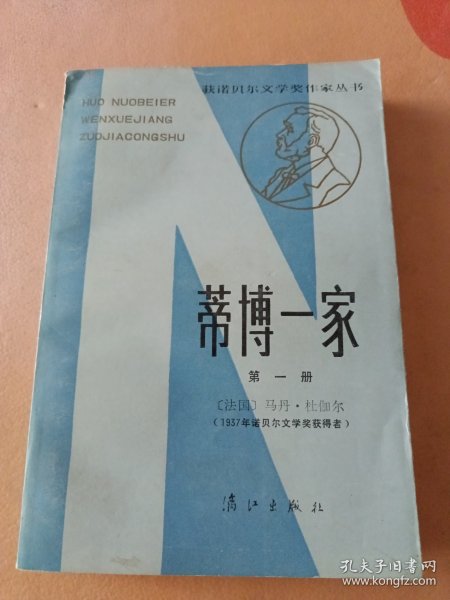 获诺贝尔文学奖作家丛书
HUO NUOBEIER
WENXUEJIANG
ZUOJIACONGSHU
蒂博一家
第一册
〔法国〕马丹·杜伽尔
(1937年诺贝尔文学奖获得者)
漓江出版社
孔夫子旧书网
www.kongfz.com